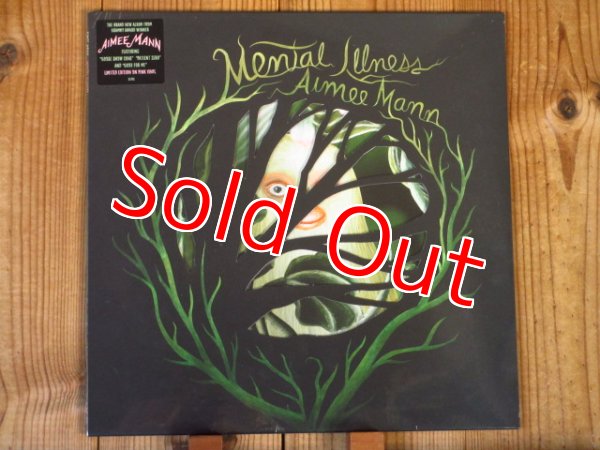 THE BRAND NEW ALBUM FROM
GRAMMY AWARD WINNER
AIMEE MANN
FEATURING
"GOOSE SNOW CONE" "PATIENT ZERO"
AND "GOOD FOR ME"
LIMITED EDITION ON PINK VINYL
Mental Illness
Aimee Mann
Sold Out